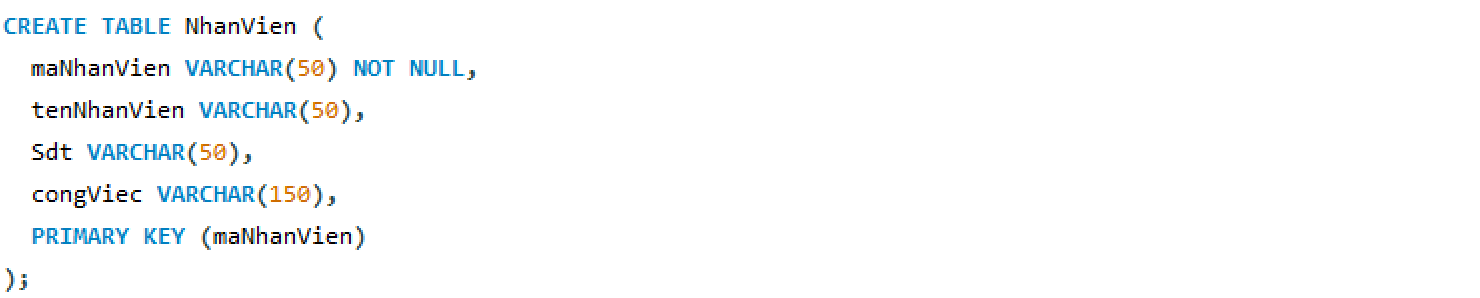 CREATE TABLE NhanVien (
maNhanVien VARCHAR(50) NOT NULL,
tenNhanVien VARCHAR(50),
Sdt VARCHAR(50),
congViec VARCHAR(150),
PRIMARY KEY (maNhanVien)
);